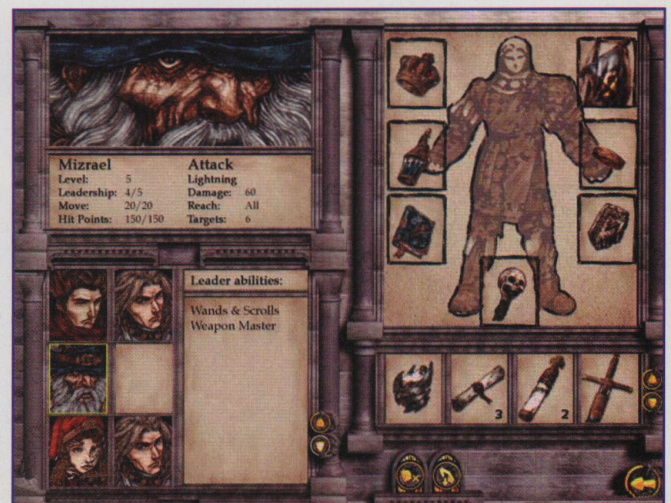 Mizrael
Level: 5
Leadership: 4/5
Move: 20/20
Hit Points: 150/150
Attack
Lightning
Damage: 60
Reach: All
Targets: 6
Leader abilities:
Wands & Scrolls
Weapon Master
3
2